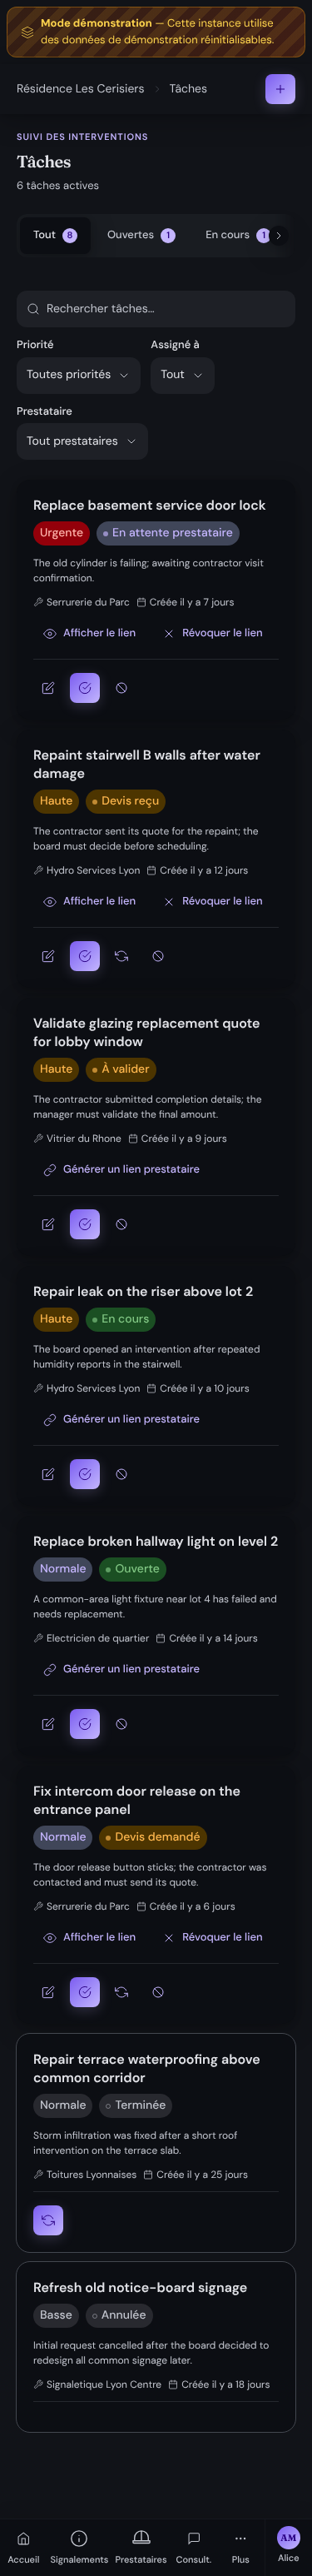 Mode démonstration — Cette instance utilise
des données de démonstration réinitialisables.
Résidence Les Cerisiers > Tâches
SUIVI DES INTERVENTIONS
Tâches
6 tâches actives
Tout 8 Ouvertes 1 En cours 1
Rechercher tâches...
Priorité Assigné à
Toutes priorités Tout
Prestataire
Tout prestataires
Replace basement service door lock
Urgente En attente prestataire
The old cylinder is failing; awaiting contractor visit
confirmation.
Serrurerie du Parc Créée il y a 7 jours
Afficher le lien Révoquer le lien
Repaint stairwell B walls after water
damage
Haute Devis reçu
The contractor sent its quote for the repaint; the
board must decide before scheduling.
Hydro Services Lyon Créée il y a 12 jours
Afficher le lien Révoquer le lien
Validate glazing replacement quote
for lobby window
Haute À valider
The contractor submitted completion details; the
manager must validate the final amount.
Vitrier du Rhone Créée il y a 9 jours
Générer un lien prestataire
Repair leak on the riser above lot 2
Haute En cours
The board opened an intervention after repeated
humidity reports in the stairwell.
Hydro Services Lyon Créée il y a 10 jours
Générer un lien prestataire
Replace broken hallway light on level 2
Normale Ouverte
A common-area light fixture near lot 4 has failed and
needs replacement.
Electricien de quartier Créée il y a 14 jours
Générer un lien prestataire
Fix intercom door release on the
entrance panel
Normale Devis demandé
The door release button sticks; the contractor was
contacted and must send its quote.
Serrurerie du Parc Créée il y a 6 jours
Afficher le lien Révoquer le lien
Repair terrace waterproofing above
common corridor
Normale Terminée
Storm infiltration was fixed after a short roof
intervention on the terrace slab.
Toitures Lyonnaises Créée il y a 25 jours
Refresh old notice-board signage
Basse Annulée
Initial request cancelled after the board decided to
redesign all common signage later.
Signaletique Lyon Centre Créée il y a 18 jours
AM
Accueil Signalements Prestataires Consult. Plus Alice